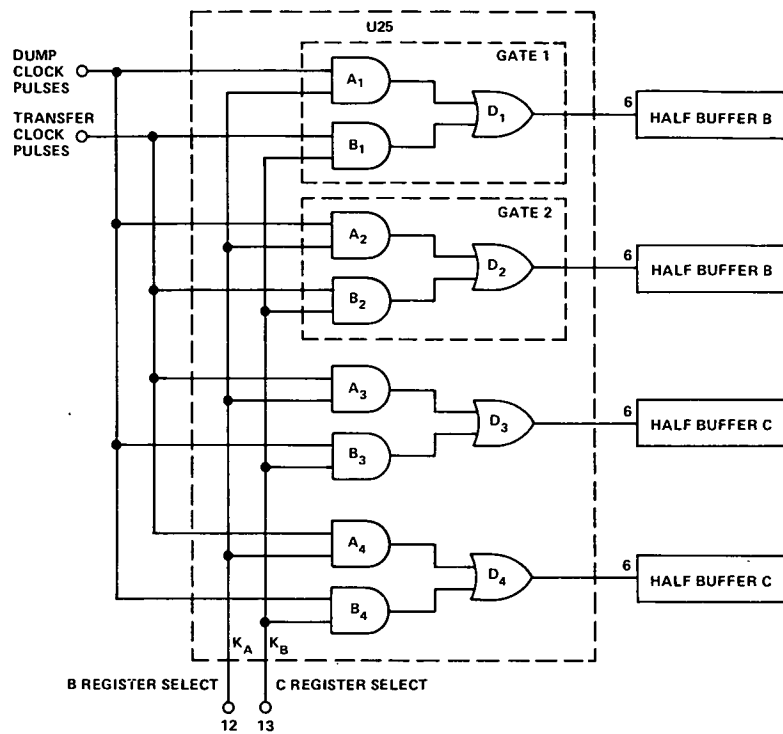 U25
DUMP
CLOCK
PULSES
TRANSFER
CLOCK
PULSES
GATE 1
A1
B1
D1
6
HALF BUFFER B
GATE 2
A2
B2
D2
6
HALF BUFFER B
A3
B3
D3
6
HALF BUFFER C
A4
B4
D4
6
HALF BUFFER C
KA
KB
B REGISTER SELECT
C REGISTER SELECT
12
13